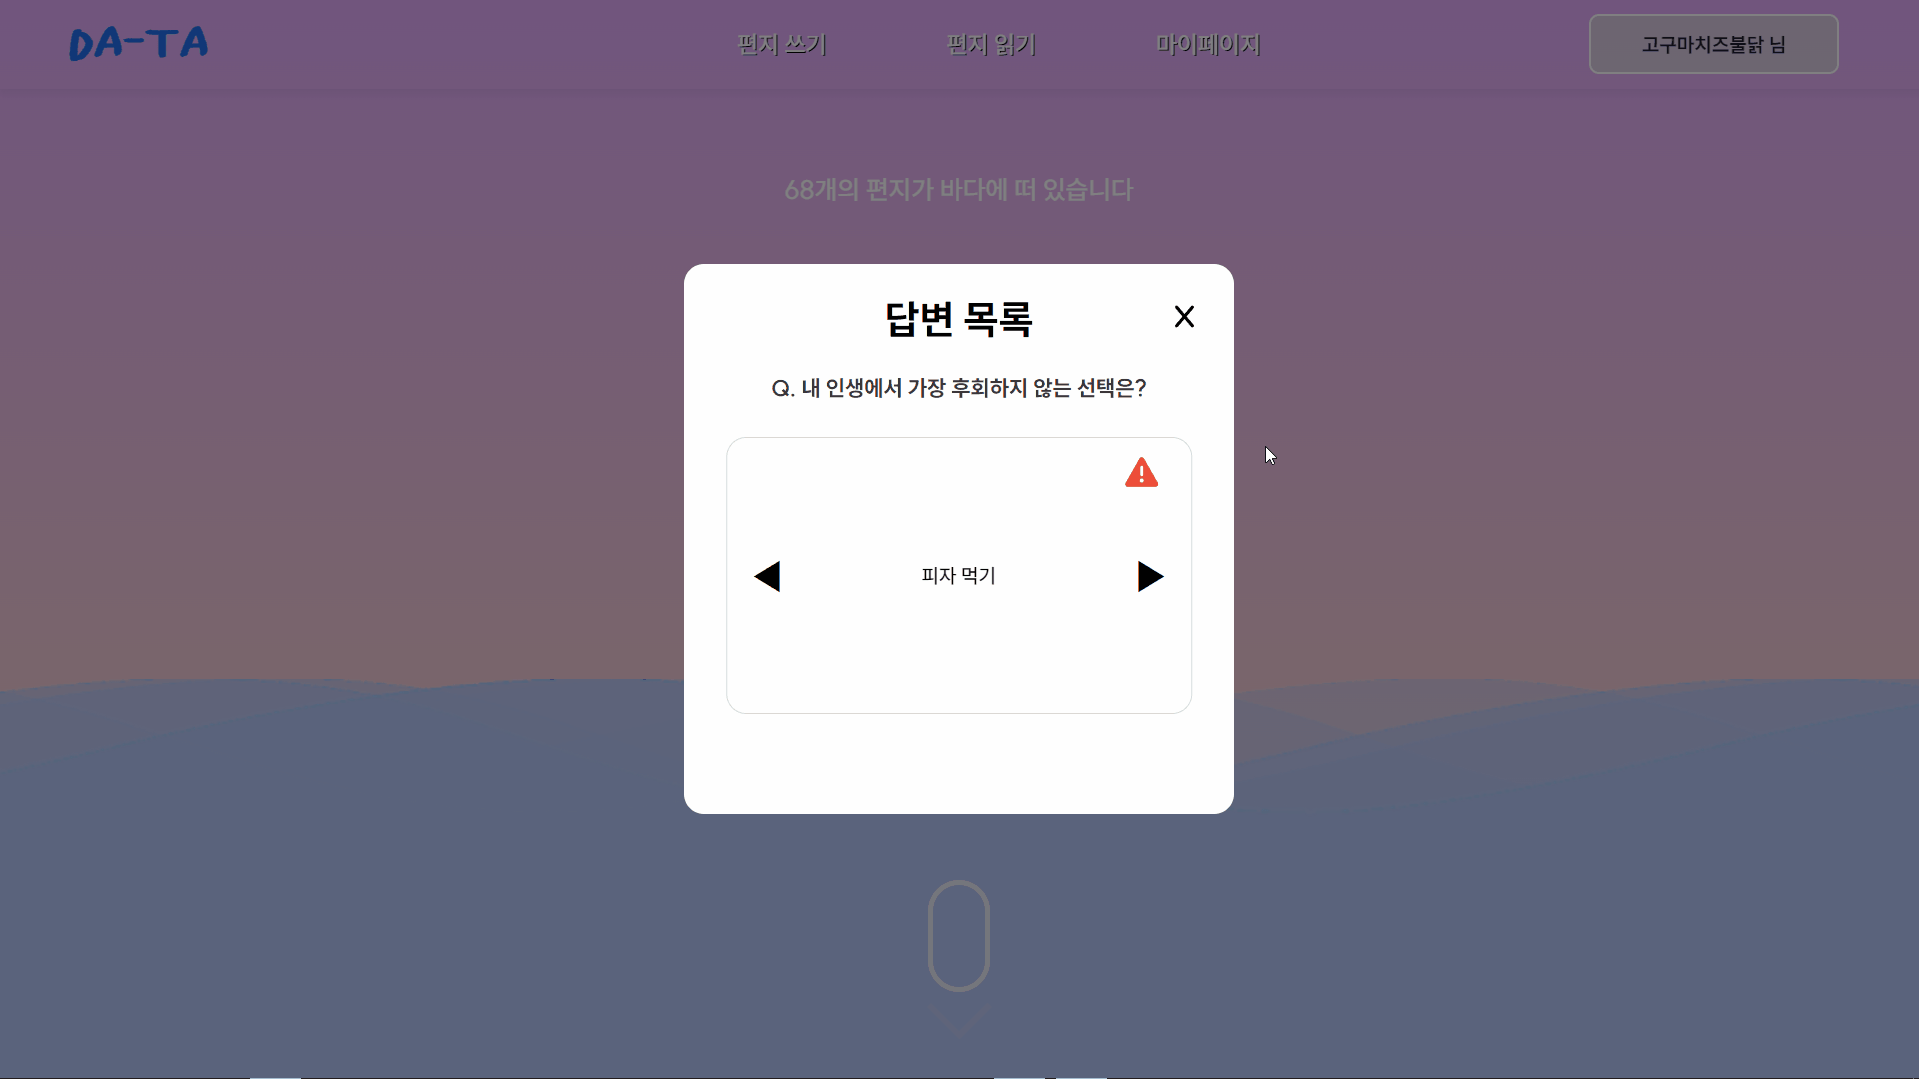 DA-TA
편지 쓰기
편지 읽기
마이페이지
고구마치즈불닭 님
68개의 편지가 바다에 떠 있습니다
답변 목록
X
Q. 내 인생에서 가장 후회하지 않는 선택은?
피자 먹기